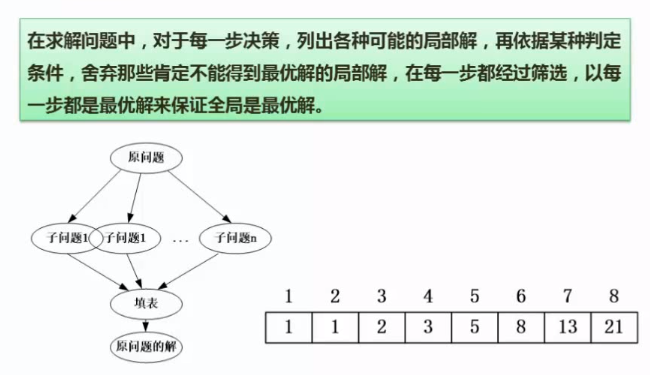 在求解问题中，对于每一步决策，列出各种可能的局部解，再依据某种判定
条件，舍弃那些肯定不能得到最优解的局部解，在每一步都经过筛选，以每
一步都是最优解来保证全局是最优解。
原问题
子问题1 子问题1 ... 子问题n
填表
原问题的解
1 2 3 4 5 6 7 8
1 1 2 3 5 8 13 21